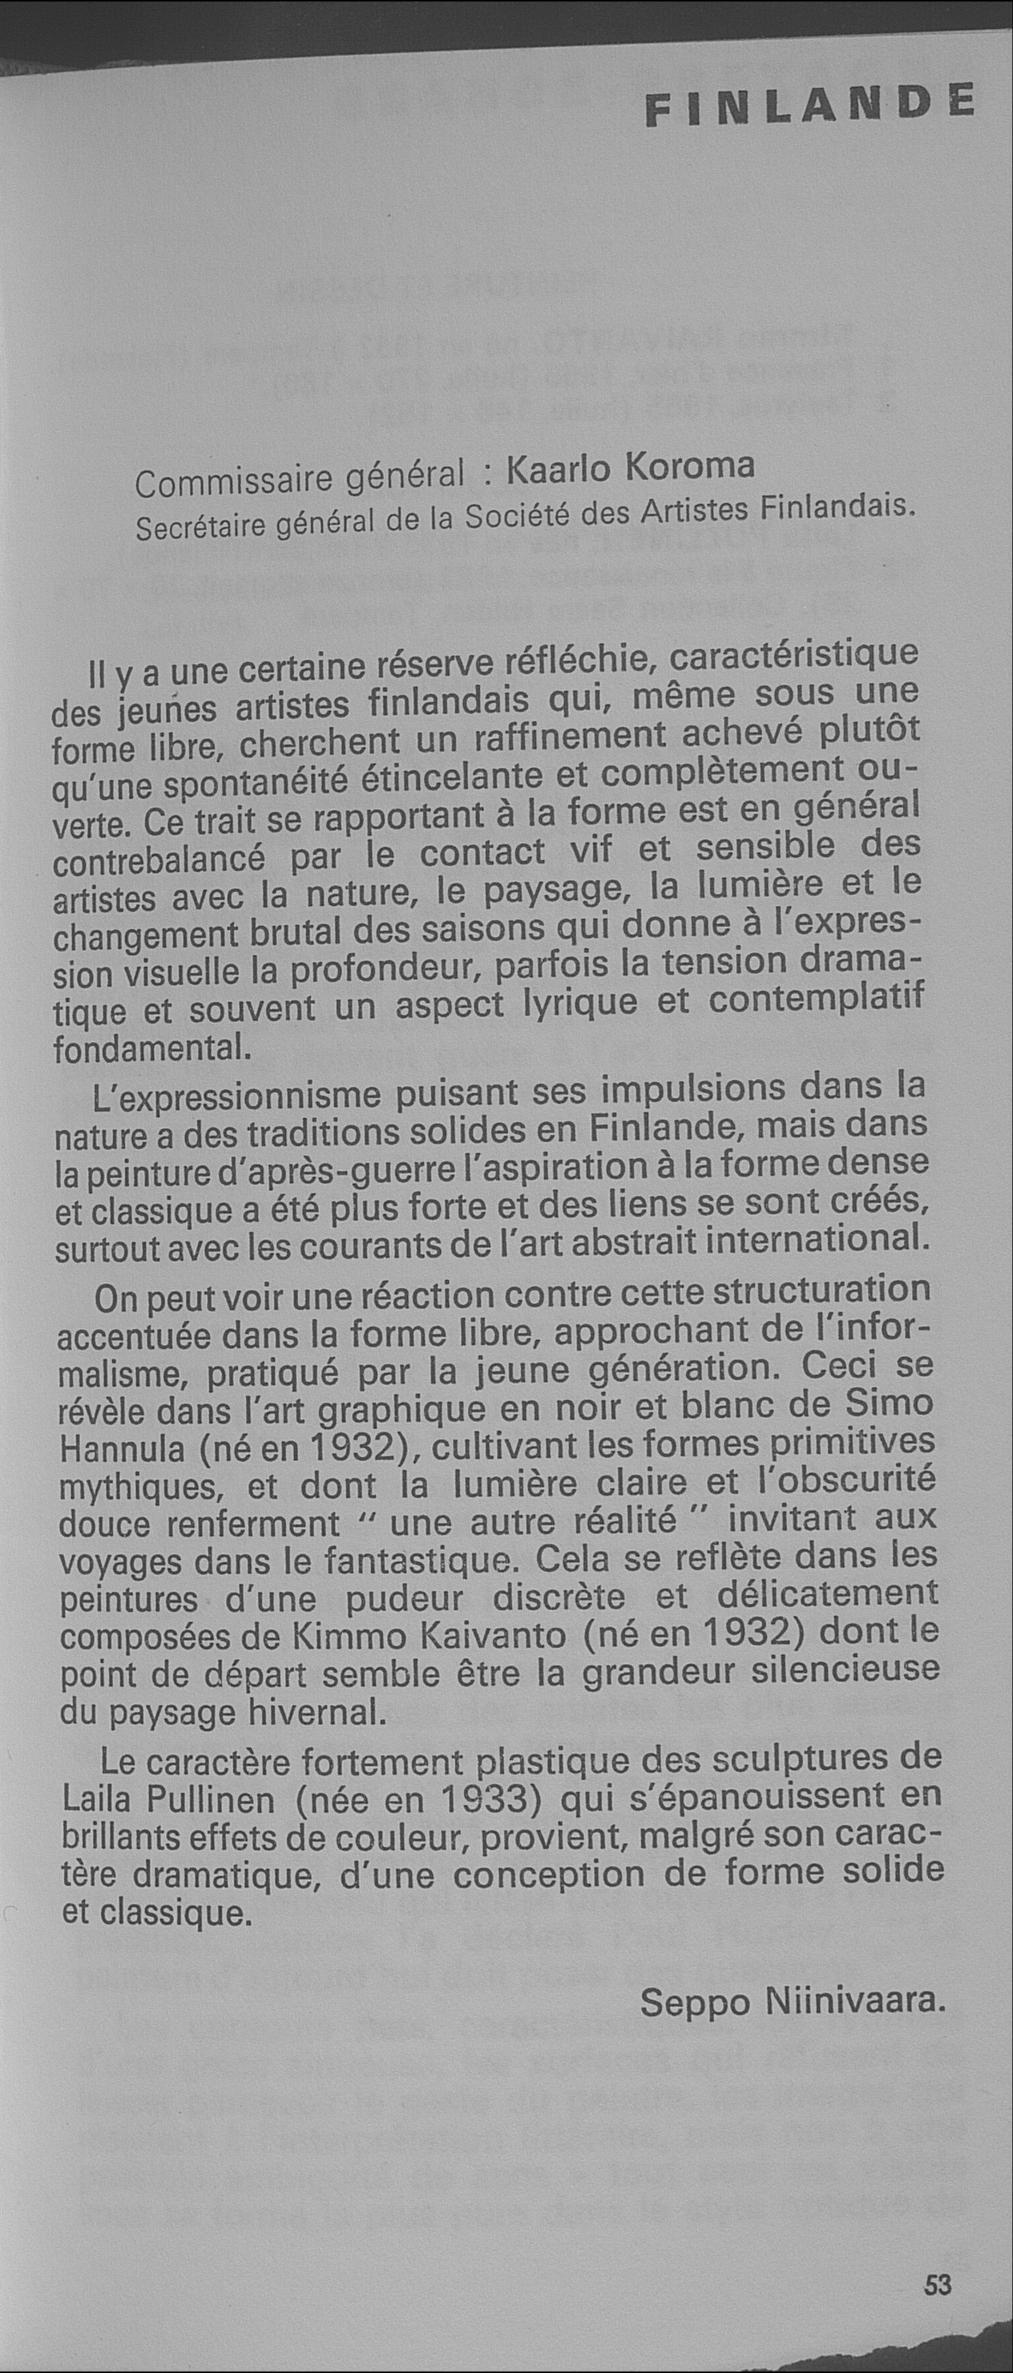 FINLANDE
Commissaire général : Kaarlo Koroma
Secrétaire général de la Société des Artistes Finlandais.
Il y a une certaine réserve réfléchie, caractéristique
des jeunes artistes finlandais qui, même sous une
forme libre, cherchent un raffinement achevé plutôt
qu'une spontanéité étincelante et complètement ou-
verte. Ce trait se rapportant à la forme est en général
contrebalancé par le contact vif et sensible des
artistes avec la nature, le paysage, la lumière et le
changement brutal des saisons qui donne à l'expres-
sion visuelle la profondeur, parfois la tension drama-
tique et souvent un aspect lyrique et contemplatif
fondamental.
L'expressionnisme puisant ses impulsions dans la
nature a des traditions solides en Finlande, mais dans
la peinture d'après-guerre l'aspiration à la forme dense
et classique a été plus forte et des liens se sont créés,
surtout avec les courants de l'art abstrait international.
On peut voir une réaction contre cette structuration
accentuée dans la forme libre, approchant de l'infor-
malisme, pratiqué par la jeune génération. Ceci se
révèle dans l'art graphique en noir et blanc de Simo
Hannula (né en 1932), cultivant les formes primitives
mythiques, et dont la lumière claire et l'obscurité
douce renferment " une autre réalité " invitant aux
voyages dans le fantastique. Cela se reflète dans les
peintures d'une pudeur discrète et délicatement
composées de Kimmo Kaivanto (né en 1932) dont le
point de départ semble être la grandeur silencieuse
du paysage hivernal.
Le caractère fortement plastique des sculptures de
Laila Pullinen (née en 1933) qui s'épanouissent en
brillants effets de couleur, provient, malgré son carac-
tère dramatique, d'une conception de forme solide
et classique.
Seppo Niinivaara.
53